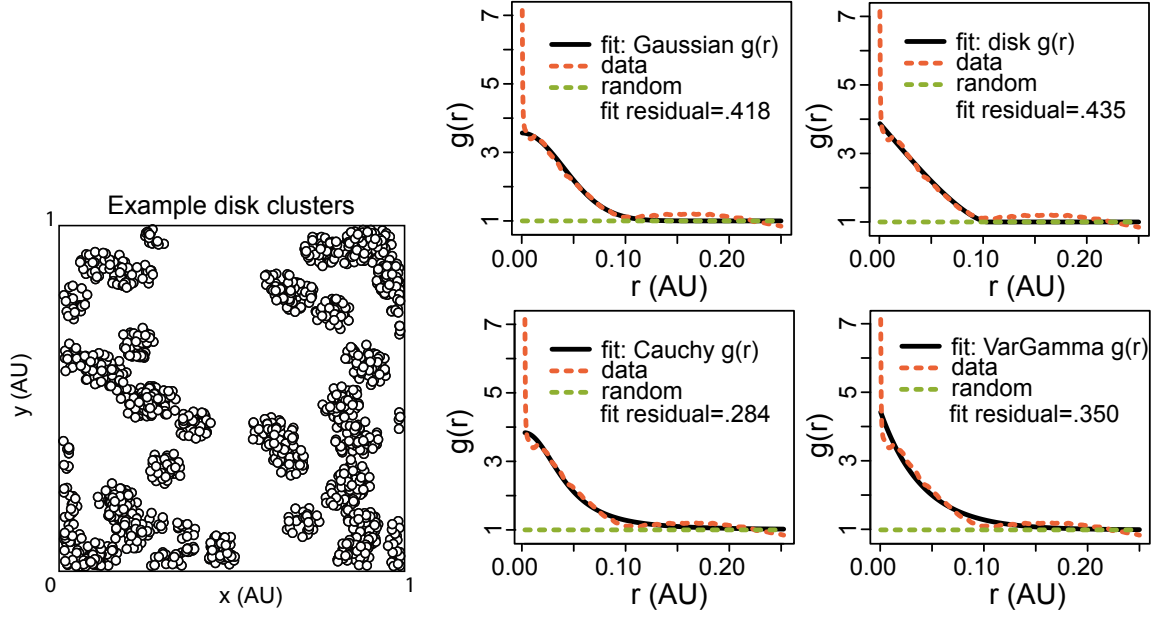 Example disk clusters
1
y (AU)
0
1
x (AU)
7
5
3
1
g(r)
fit: Gaussian g(r)
data
random
fit residual=.418
0.00
0.10
0.20
r (AU)
7
5
3
1
g(r)
fit: disk g(r)
data
random
fit residual=.435
0.00
0.10
0.20
r (AU)
7
5
3
1
g(r)
fit: Cauchy g(r)
data
random
fit residual=.284
0.00
0.10
0.20
r (AU)
7
5
3
1
g(r)
fit: VarGamma g(r)
data
random
fit residual=.350
0.00
0.10
0.20
r (AU)